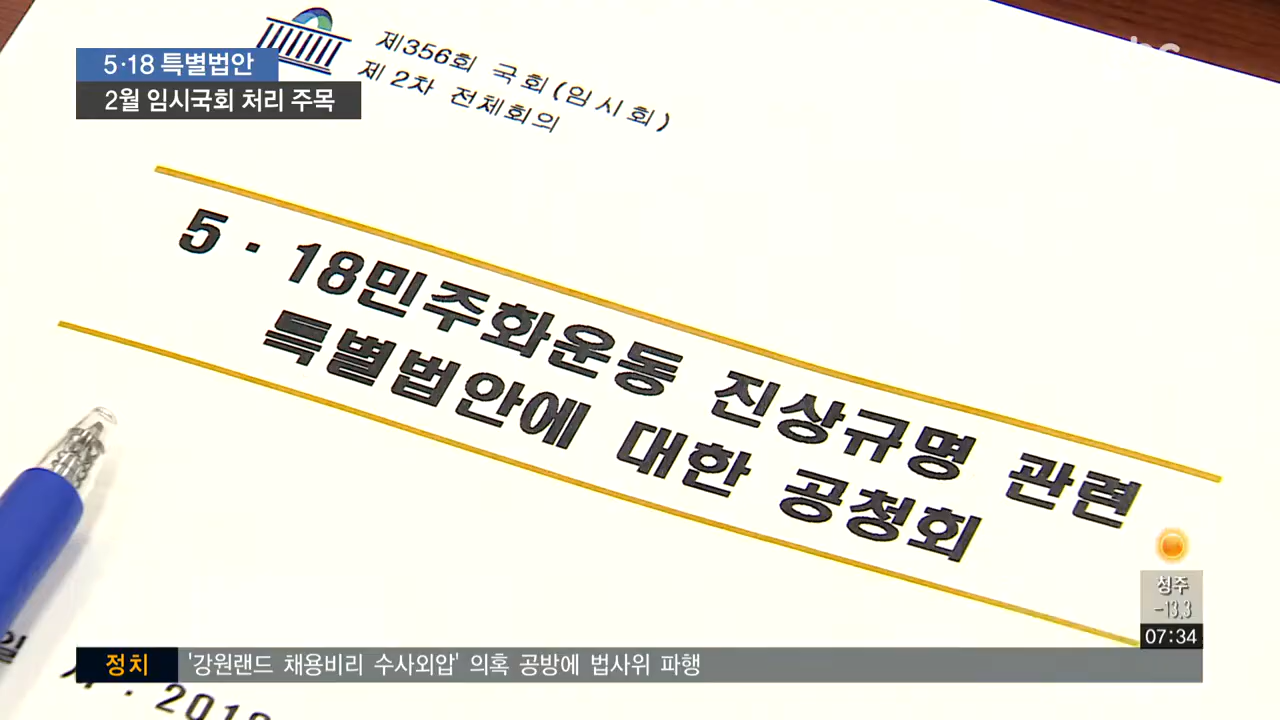 5·18 특별법안
2월 임시국회 처리 주목
제356회 국회(임시회)
제 2차 전체회의
5·18민주화운동 진상규명 관련
특별법안에 대한 공청회
청주
-13.3
07:34
정치 '강원랜드 채용비리 수사외압' 의혹 공방에 법사위 파행